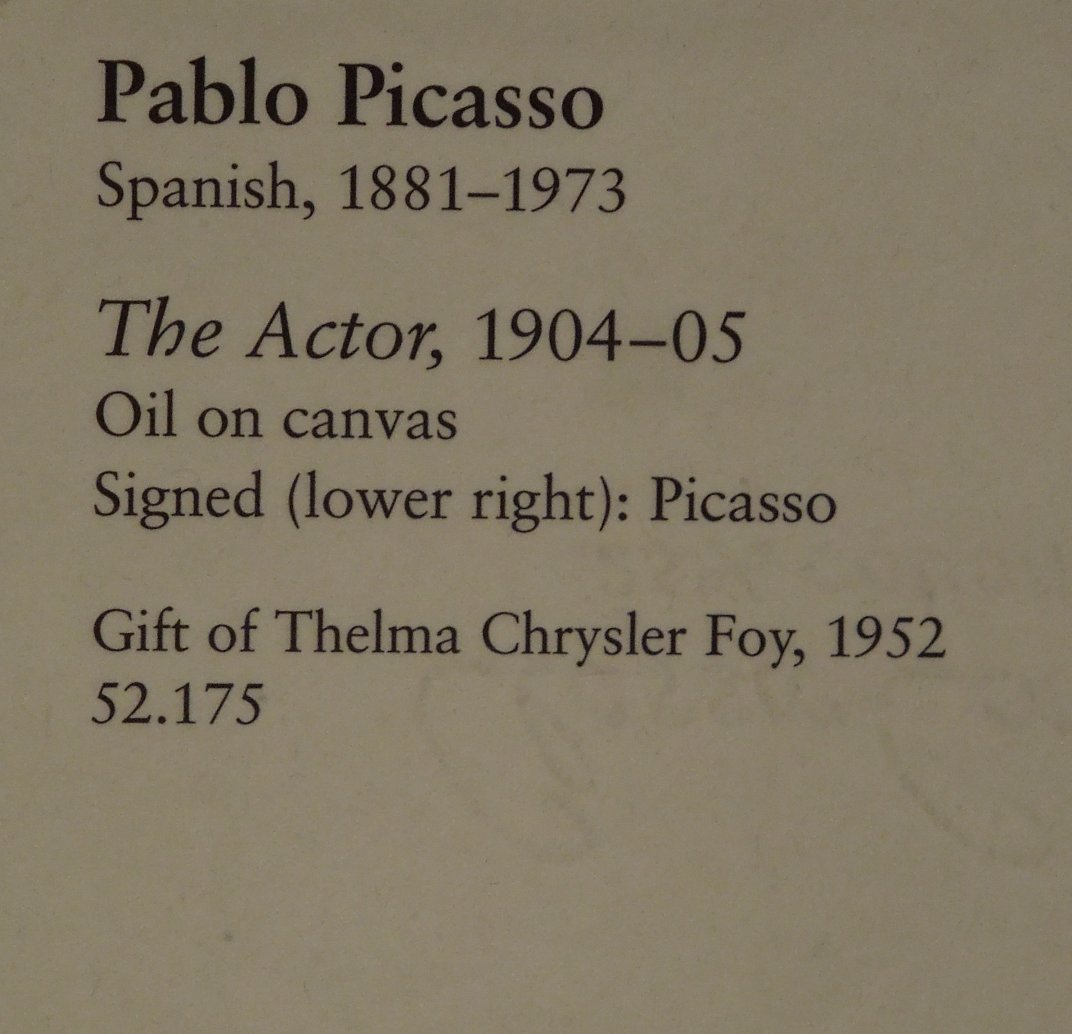 Pablo Picasso
Spanish, 1881–1973
The Actor, 1904–05
Oil on canvas
Signed (lower right): Picasso
Gift of Thelma Chrysler Foy, 1952
52.175